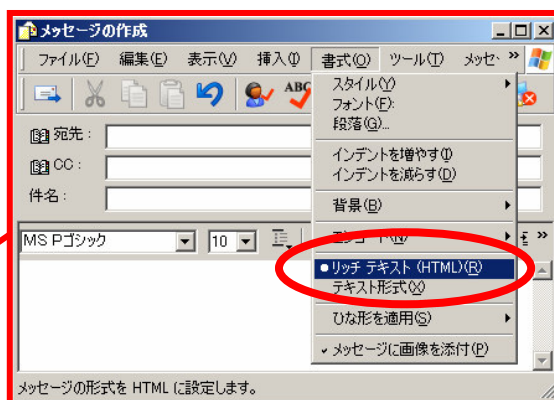 メッセージの作成
ファイル(F) 編集(E) 表示(V) 挿入(I) 書式(O) ツール(T) メッセ »
スタイル(Y)
フォント(F):
段落(G)...
ABC
宛先:
インデントを増やす(I)
インデントを減らす(D)
CC:
件名:
背景(B)
MS Pゴシック 10
エンコード(N) »
リッチ テキスト (HTML)(R)
テキスト形式(X)
ひな形を適用(S)
メッセージに画像を添付(P)
メッセージの形式を HTML に設定します。